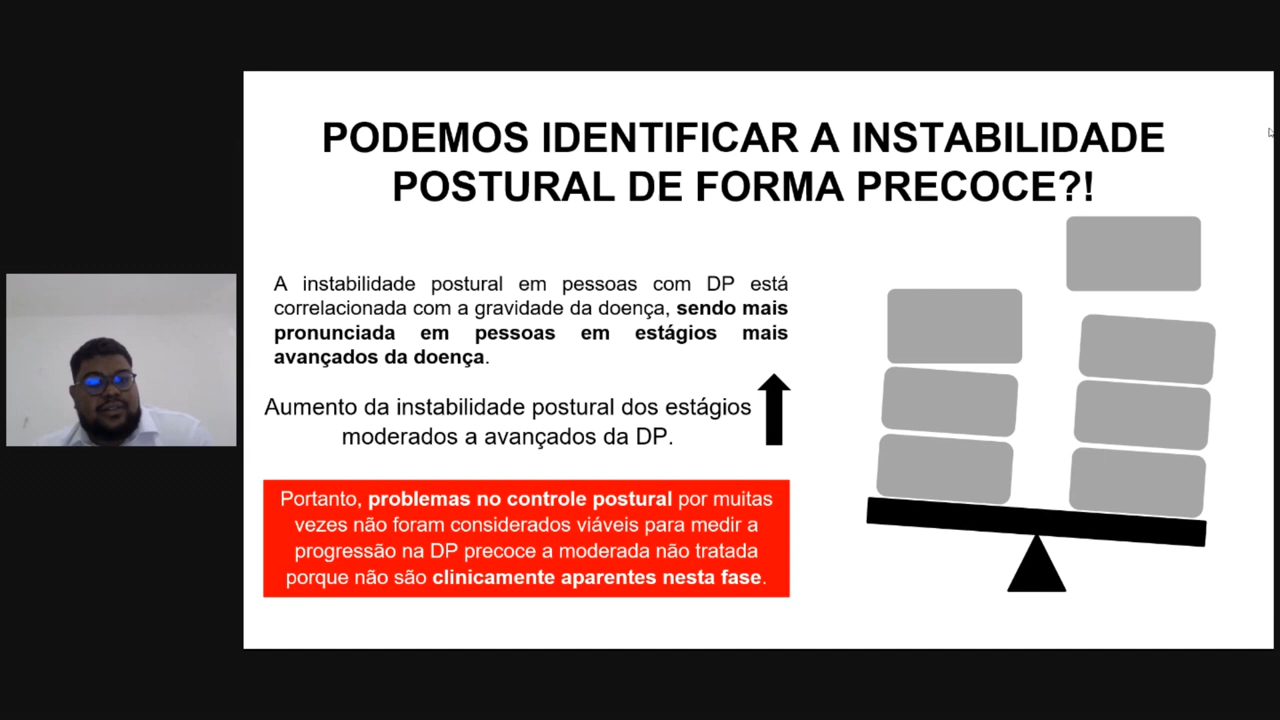 PODEMOS IDENTIFICAR A INSTABILIDADE
POSTURAL DE FORMA PRECOCE?!
A instabilidade postural em pessoas com DP está
correlacionada com a gravidade da doença, sendo mais
pronunciada em pessoas em estágios mais
avançados da doença.
Aumento da instabilidade postural dos estágios
moderados a avançados da DP.
Portanto, problemas no controle postural por muitas
vezes não foram considerados viáveis para medir a
progressão na DP precoce a moderada não tratada
porque não são clinicamente aparentes nesta fase.